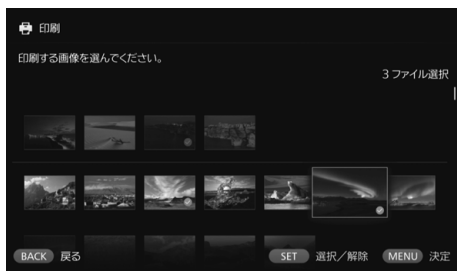 印刷
印刷する画像を選んでください。
3 ファイル選択
BACK 戻る
SET 選択／解除
MENU 決定